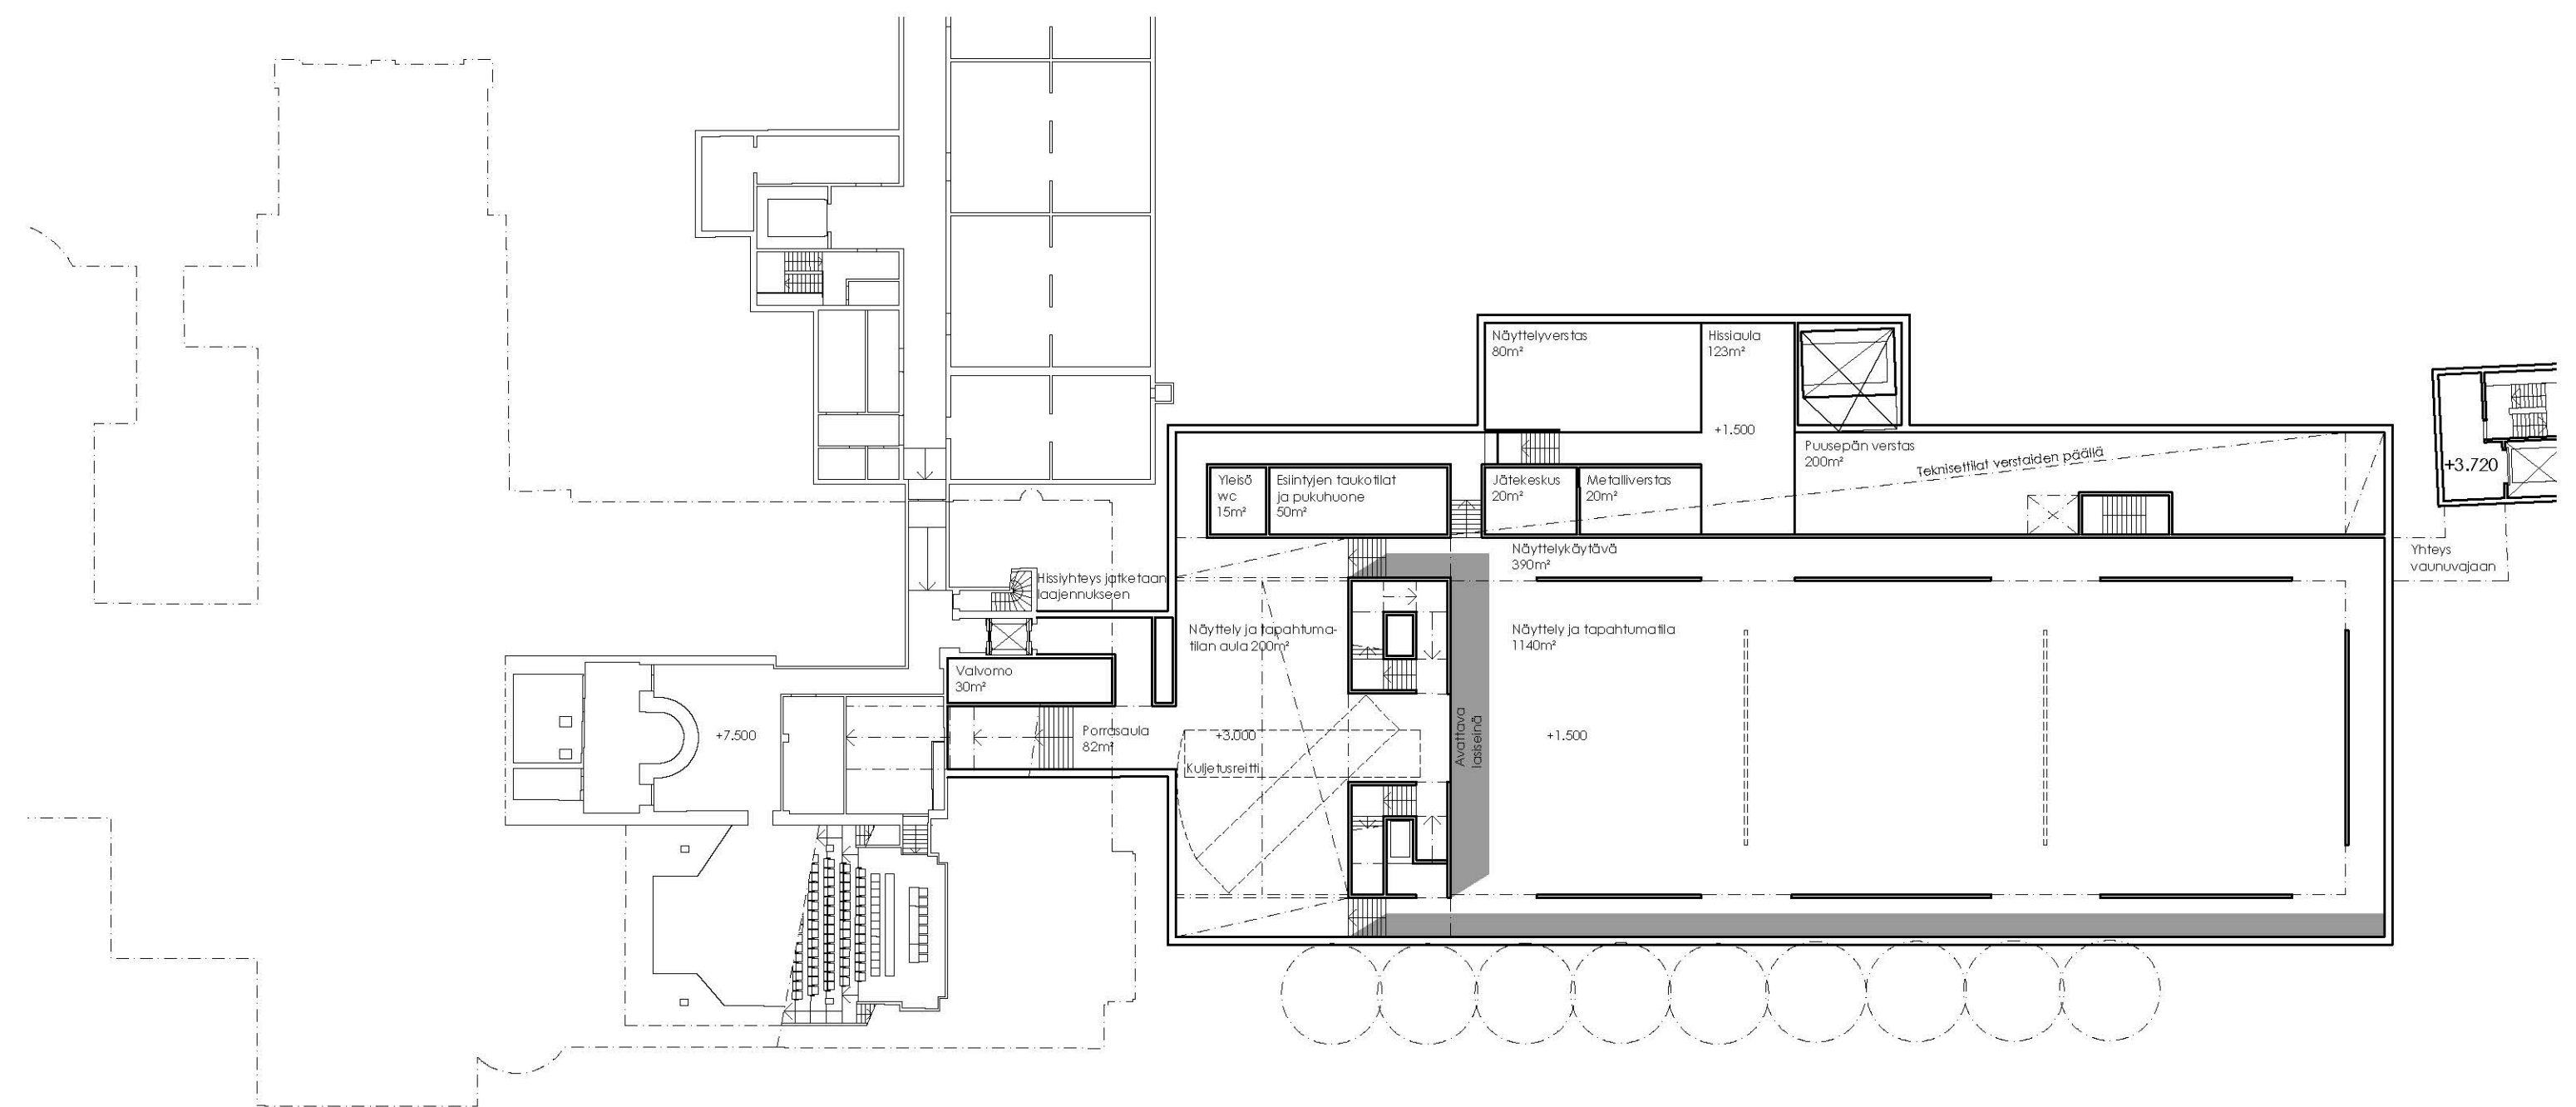 Näyttelyverstas
80m²
Hissiaula
123m²
+1.500
Puusepän verstas
200m²
Teknisettilat verstaiden päällä
+3.720
Yleisö
wc
15m²
Esiintyjen taukotilat
ja pukuhuone
50m²
Jätekeskus
20m²
Metalliverstas
20m²
Näyttelykäytävä
390m²
Yhteys
vaunuvajaan
Hissiyhteys jatketaan
laajennukseen
Näyttely ja tapahtuma-
tilan aula 200m²
Näyttely ja tapahtumatila
1140m²
Valvomo
30m²
+7.500
Porrasaula
82m²
+3.000
Kuljetusreitti
Avattava
lasiseinä
+1.500